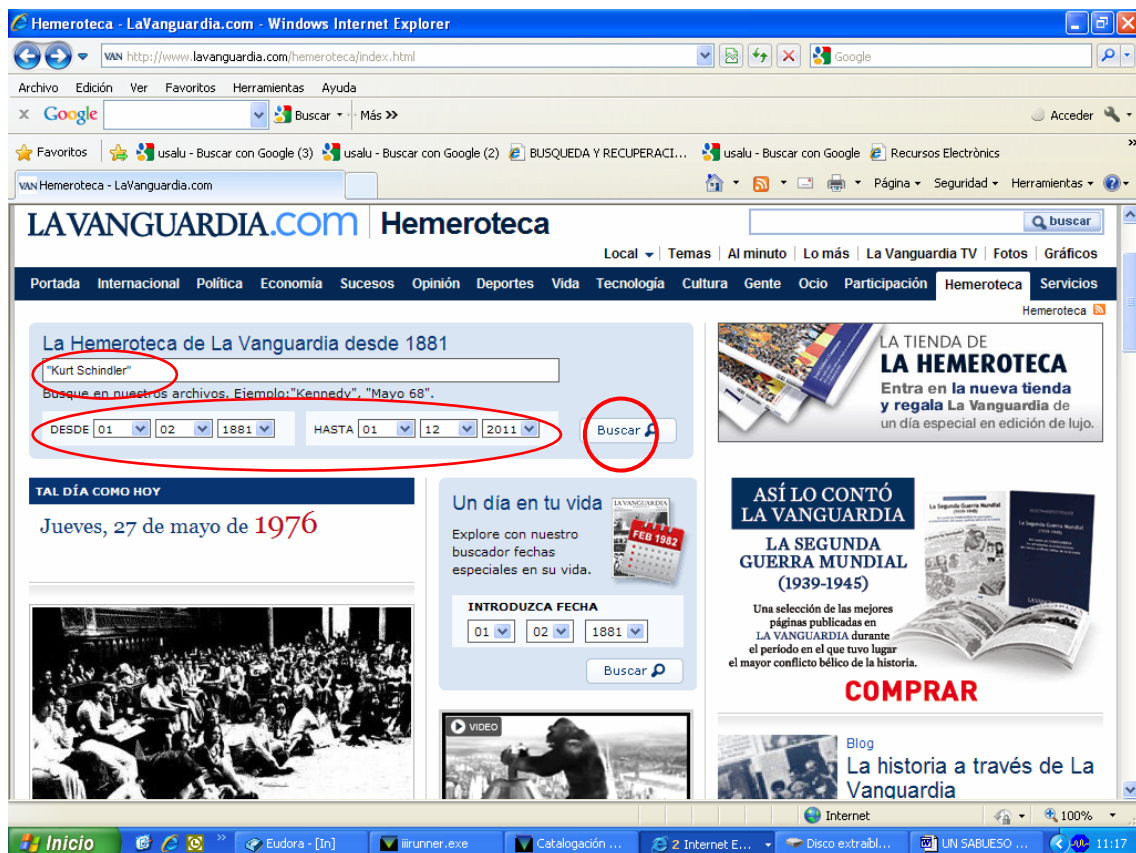 Hemeroteca - LaVanguardia.com - Windows Internet Explorer
VAN http://www.lavanguardia.com/hemeroteca/index.html
Google
Archivo Edición Ver Favoritos Herramientas Ayuda
x Google Buscar Más >> Acceder
Favoritos usalu - Buscar con Google (3) usalu - Buscar con Google (2) BUSQUEDA Y RECUPERACI... usalu - Buscar con Google Recursos Electrònics »
VAN Hemeroteca - LaVanguardia.com Página Seguridad Herramientas
LAVANGUARDIA.COM Hemeroteca buscar
Local Temas Al minuto Lo más La Vanguardia TV Fotos Gráficos
Portada Internacional Política Economía Sucesos Opinión Deportes Vida Tecnología Cultura Gente Ocio Participación Hemeroteca Servicios
Hemeroteca
La Hemeroteca de La Vanguardia desde 1881
"Kurt Schindler"
Busque en nuestros archivos. Ejemplo:"Kennedy", "Mayo 68".
DESDE 01 02 1881 HASTA 01 12 2011 Buscar
LA TIENDA DE
LA HEMEROTECA
Entra en la nueva tienda
y regala La Vanguardia de
un día especial en edición de lujo.
TAL DÍA COMO HOY
Jueves, 27 de mayo de 1976
Un día en tu vida
Explore con nuestro
buscador fechas
especiales en su vida.
LA VANGUARDIA
FEB 1982
INTRODUZCA FECHA
01 02 1881
Buscar
VIDEO
ASÍ LO CONTÓ
LA VANGUARDIA
LA SEGUNDA
GUERRA MUNDIAL
(1939-1945)
Una selección de las mejores
páginas publicadas en
LA VANGUARDIA durante
el período en el que tuvo lugar
el mayor conflicto bélico de la historia.
COMPRAR
Blog
La historia a través de La
Vanguardia
Internet 100%
Inicio » Eudora - [In] iiirunner.exe Catalogación ... 2 Internet E... Disco extraíbl... UN SABUESO ... 11:17